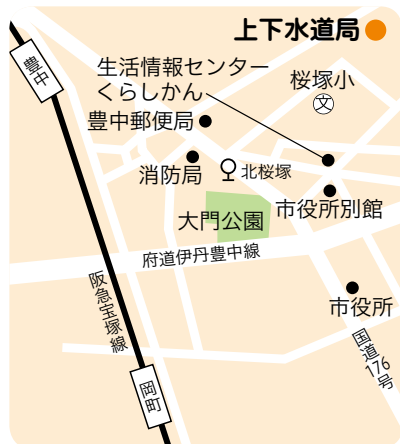 上下水道局
豊中
生活情報センター
くらしかん
桜塚小
文
豊中郵便局
消防局
北桜塚
市役所別館
大門公園
府道伊丹豊中線
阪急宝塚線
市役所
国道176号
岡町